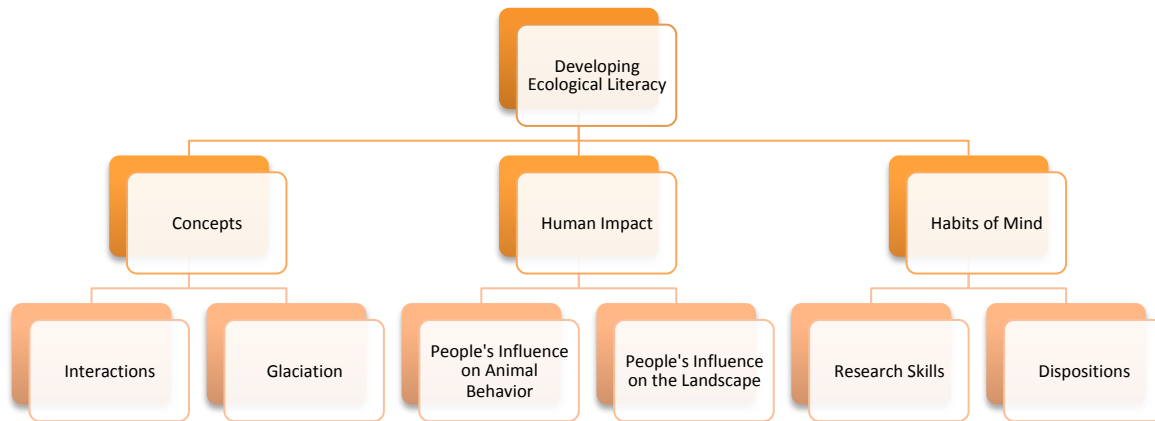 Developing
Ecological Literacy
Concepts
Human Impact
Habits of Mind
Interactions
Glaciation
People's Influence
on Animal
Behavior
People's Influence
on the Landscape
Research Skills
Dispositions